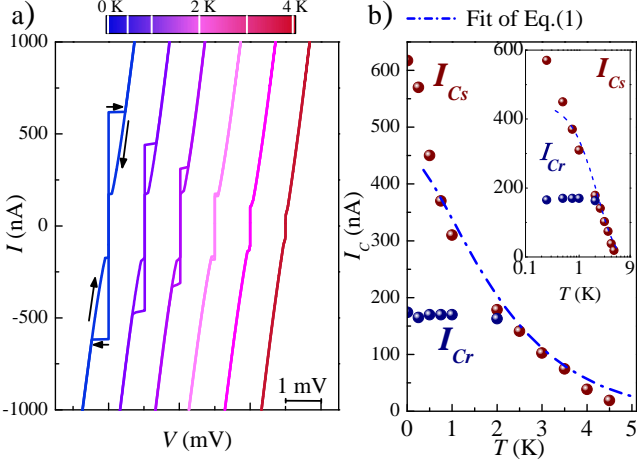 0 K 2 K 4 K
a)
1000
500
0
-500
-1000
I (nA)
V (mV)
1 mV
b)
Fit of Eq.(1)
600
500
400
300
200
100
0
I_C (nA)
0 1 2 3 4 5
T (K)
I_Cs
I_Cr
600
400
200
0
0.1 1 9
T (K)
I_Cs
I_Cr